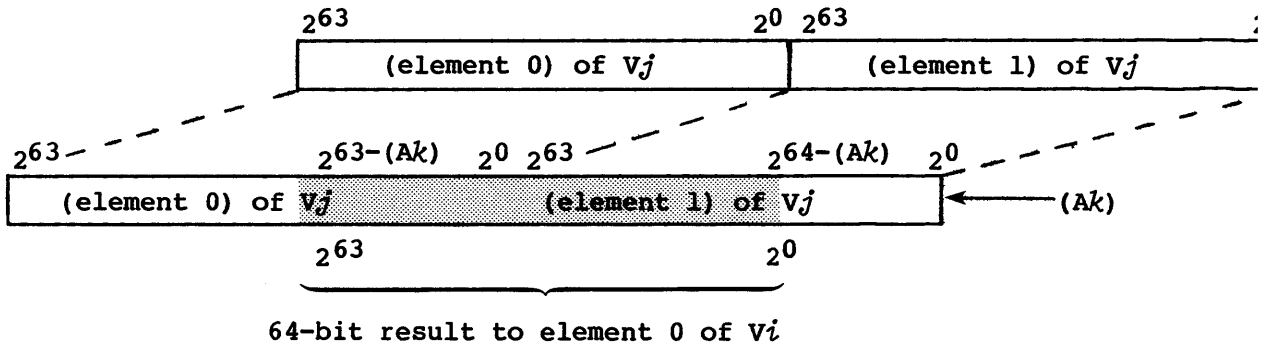 2^63 2^0 2^63
(element 0) of Vj (element 1) of Vj
2^63 2^63-(Ak) 2^0 2^63 2^64-(Ak) 2^0
(element 0) of Vj (element 1) of Vj (Ak)
2^63 2^0
64-bit result to element 0 of Vi